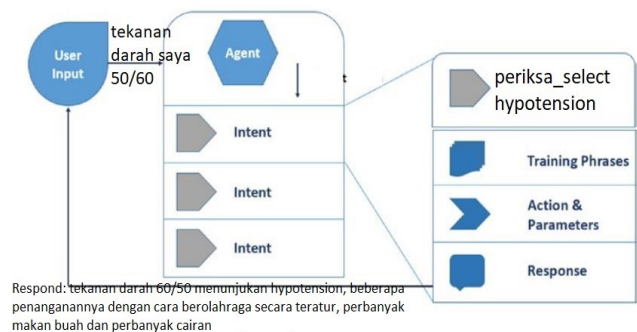 User
Input
tekanan
darah saya
50/60
Agent
Intent
Intent
Intent
periksa_select
hypotension
Training Phrases
Action &
Parameters
Response
Respond: tekanan darah 60/50 menunjukan hypotension, beberapa
penanganannya dengan cara berolahraga secara teratur, perbanyak
makan buah dan perbanyak cairan